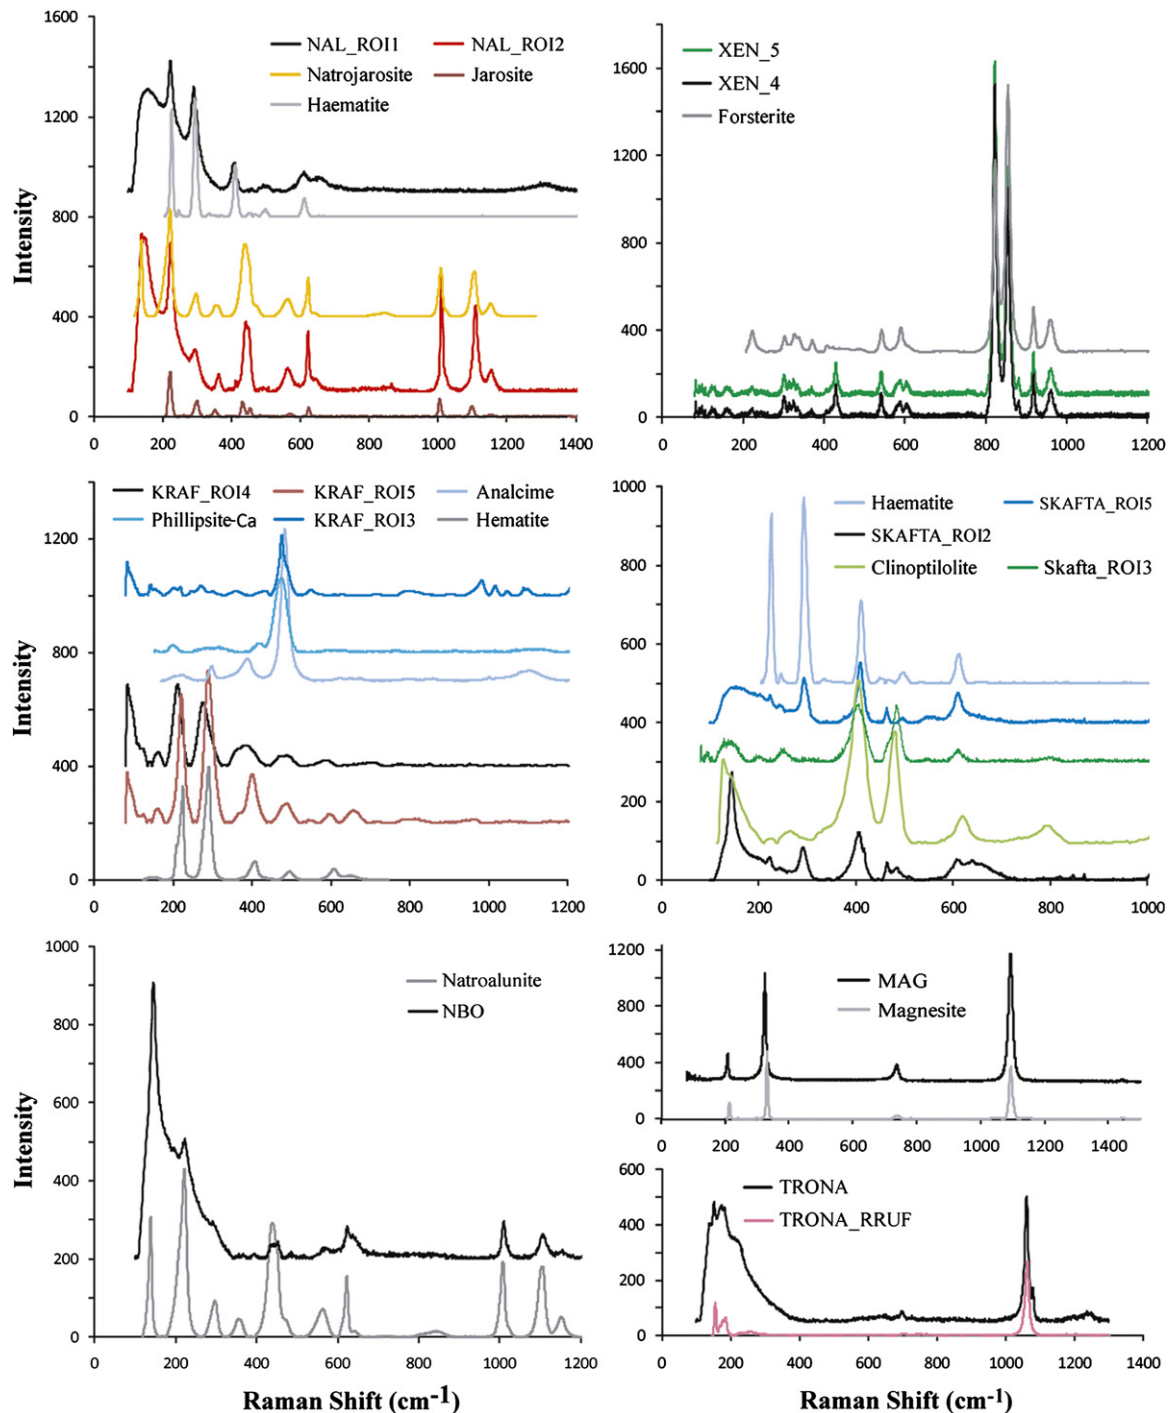 1600
1200
800
400
0
0 200 400 600 800 1000 1200 1400
Intensity
NAL_ROI1 NAL_ROI2
Natrojarosite Jarosite
Haematite
1600
1200
800
400
0
0 200 400 600 800 1000 1200
XEN_5
XEN_4
Forsterite
1200
800
400
0
0 200 400 600 800 1000 1200
Intensity
KRAF_ROI4 KRAF_ROI5 Analcime
Phillipsite-Ca KRAF_ROI3 Hematite
1000
800
600
400
200
0
0 200 400 600 800 1000
Haematite SKAFTA_ROI5
SKAFTA_ROI2
Clinoptilolite Skafta_ROI3
1000
800
600
400
200
0
0 200 400 600 800 1000 1200
Intensity
Natroalunite
NBO
Raman Shift (cm-1)
1200
800
400
0
0 200 400 600 800 1000 1200 1400
MAG
Magnesite
600
400
200
0
0 200 400 600 800 1000 1200 1400
TRONA
TRONA_RRUF
Raman Shift (cm-1)